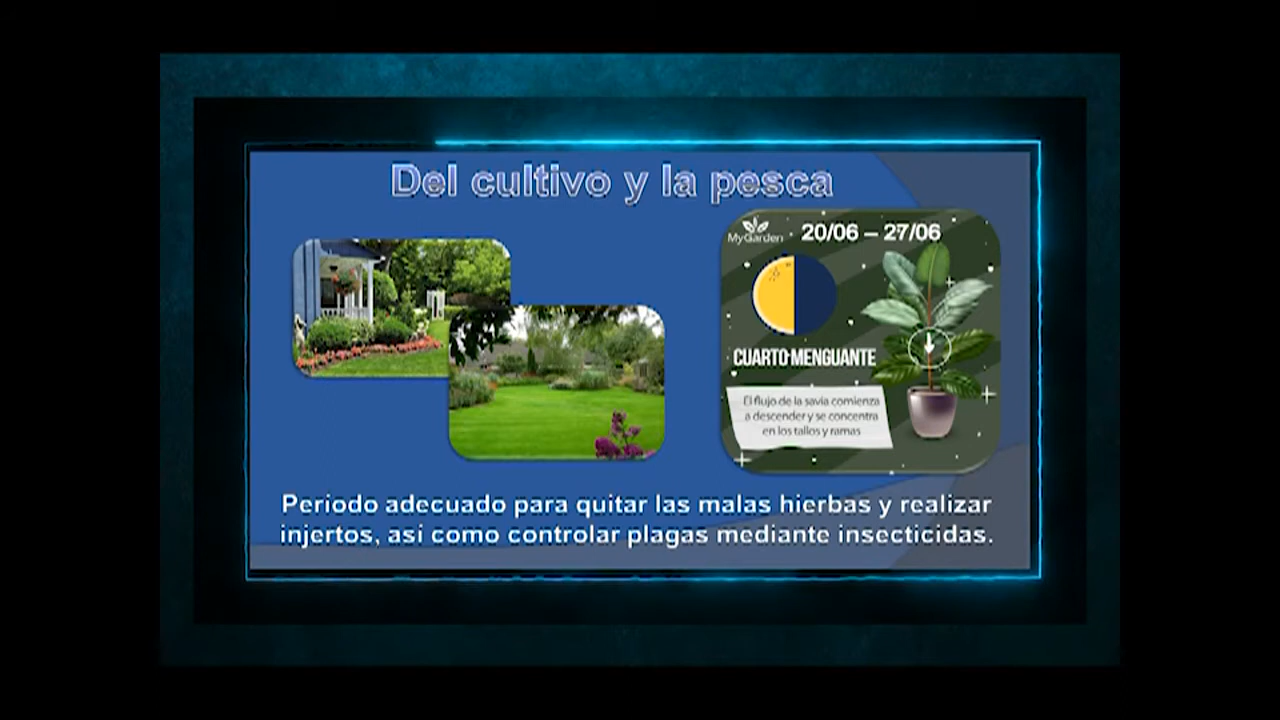 Del cultivo y la pesca
MyGarden
20/06 – 27/06
CUARTO MENGUANTE
El flujo de la savia comienza
a descender y se concentra
en los tallos y ramas
Periodo adecuado para quitar las malas hierbas y realizar
injertos, asi como controlar plagas mediante insecticidas.